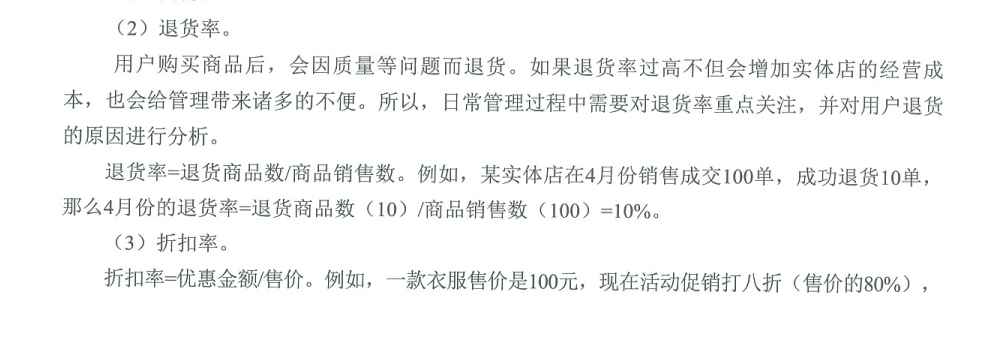 （2）退货率。
用户购买商品后，会因质量等问题而退货。如果退货率过高不但会增加实体店的经营成
本，也会给管理带来诸多的不便。所以，日常管理过程中需要对退货率重点关注，并对用户退货
的原因进行分析。
退货率=退货商品数/商品销售数。例如，某实体店在4月份销售成交100单，成功退货10单，
那么4月份的退货率=退货商品数（10）/商品销售数（100）=10%。
（3）折扣率。
折扣率=优惠金额/售价。例如，一款衣服售价是100元，现在活动促销打八折（售价的80%），